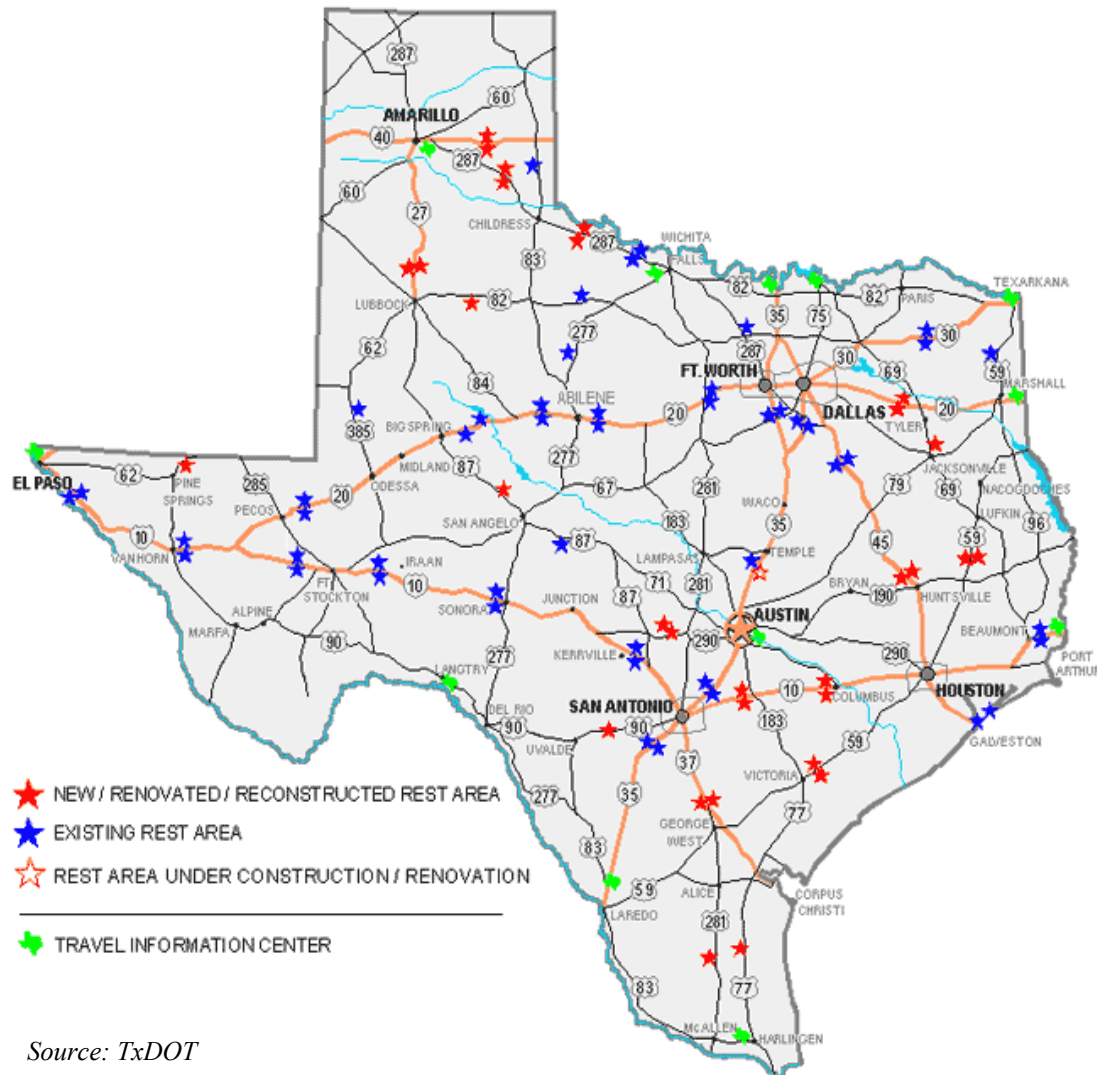 287
60
AMARILLO
40
287
60
27
CHILDRESS
287
WICHITA
FALLS
83
82
TEXARKANA
LUBBOCK
82
82
PARIS
35
75
30
277
62
287
30
69
59
FT. WORTH
84
MARSHALL
ABILENE
20
DALLAS
20
TYLER
385
BIG SPRING
87
277
MIDLAND
JACKSONVILLE
EL PASO
62
PINE
SPRINGS
285
20
ODESSA
67
281
79
69
NACOGDOCHES
PECOS
WACO
LUFKIN
SAN ANGELO
183
35
96
10
87
45
59
VANHORN
IRAAN
LAMPASAS
TEMPLE
FT.
STOCKTON
10
71
281
BRYAN
190
HUNTSVILLE
JUNCTION
87
SONORA
ALPINE
AUSTIN
MARFA
90
290
BEAUMONT
KERRVILLE
277
290
LANGTRY
PORT
ARTHUR
10
COLUMBUS
HOUSTON
DEL RIO
SAN ANTONIO
90
90
183
UVALDE
59
GALVESTON
37
VICTORIA
277
35
77
NEW / RENOVATED / RECONSTRUCTED REST AREA
GEORGE
WEST
EXISTING REST AREA
83
REST AREA UNDER CONSTRUCTION / RENOVATION
59
ALICE
CORPUS
CHRISTI
LAREDO
281
TRAVEL INFORMATION CENTER
83
77
McALLEN
HARLINGEN
Source: TxDOT